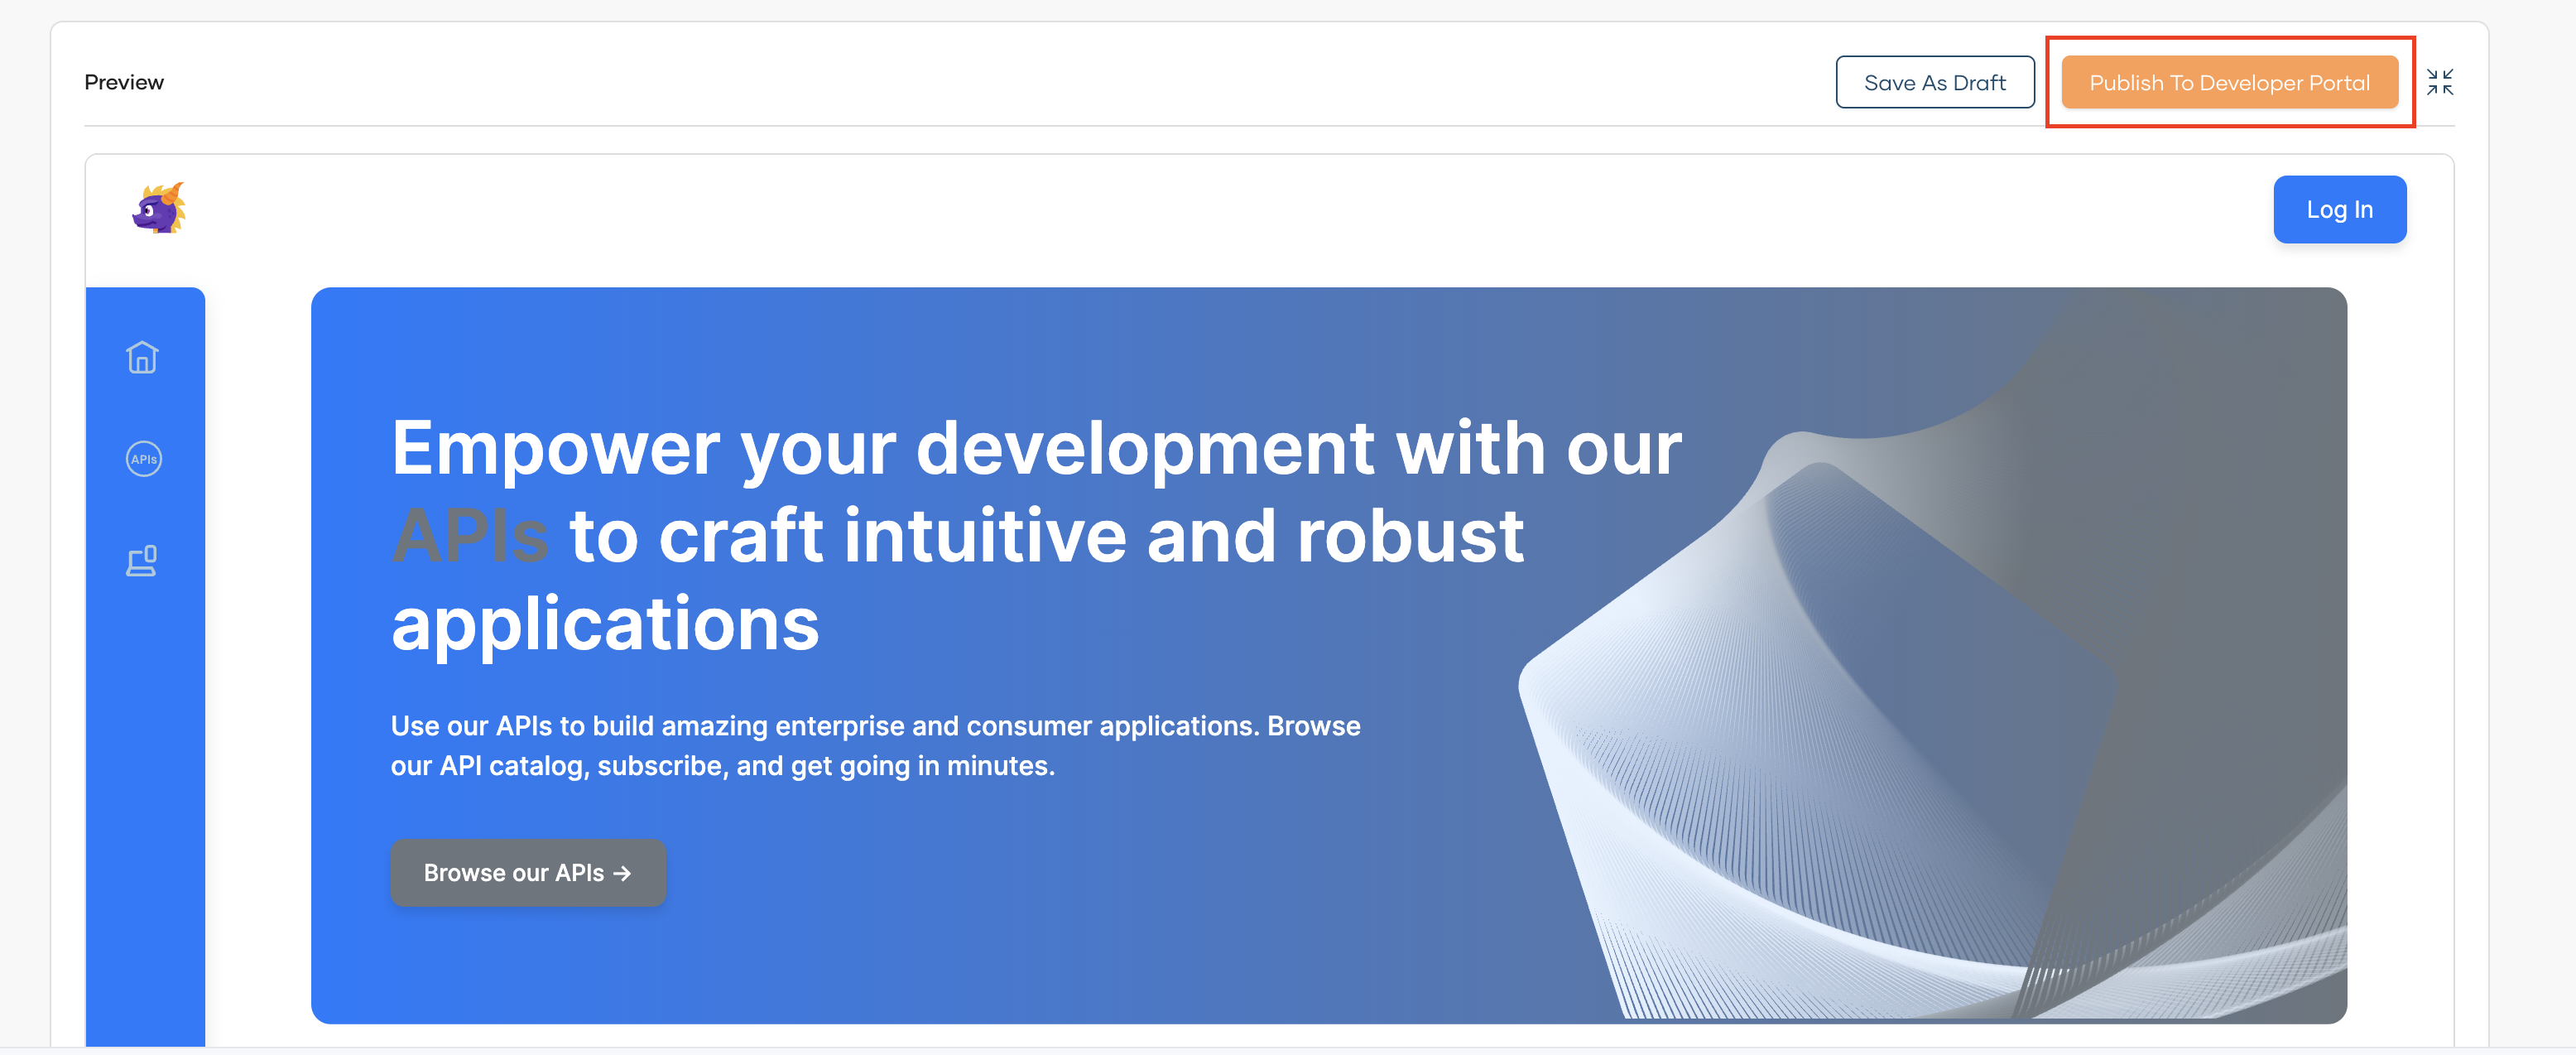 Preview
Save As Draft
Publish To Developer Portal
Log In
APIs
Empower your development with our
APIs to craft intuitive and robust
applications
Use our APIs to build amazing enterprise and consumer applications. Browse
our API catalog, subscribe, and get going in minutes.
Browse our APIs →